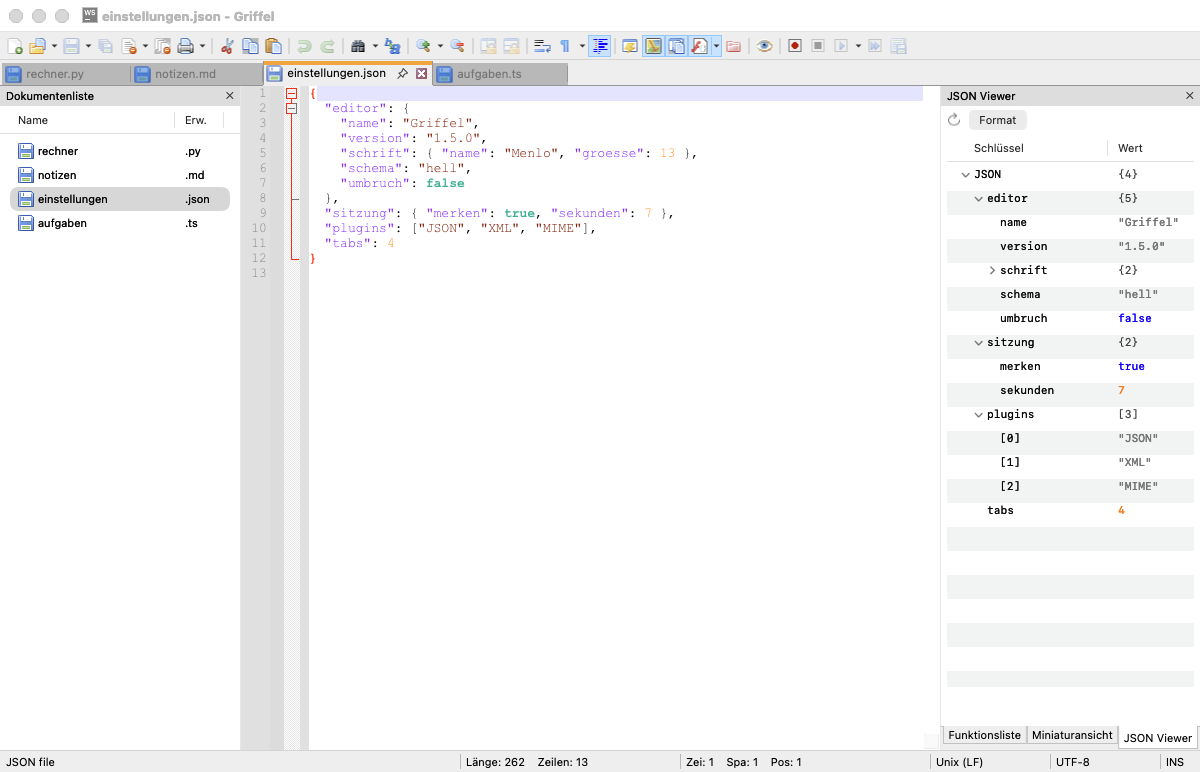 einstellungen.json - Griffel
rechner.py
notizen.md
einstellungen.json
aufgaben.ts
Dokumentenliste
Name Erw.
rechner .py
notizen .md
einstellungen .json
aufgaben .ts
1 {
2 "editor": {
3 "name": "Griffel",
4 "version": "1.5.0",
5 "schrift": { "name": "Menlo", "groesse": 13 },
6 "schema": "hell",
7 "umbruch": false
8 },
9 "sitzung": { "merken": true, "sekunden": 7 },
10 "plugins": ["JSON", "XML", "MIME"],
11 "tabs": 4
12 }
13
JSON Viewer
Format
Schlüssel Wert
JSON {4}
editor {5}
name "Griffel"
version "1.5.0"
schrift {2}
schema "hell"
umbruch false
sitzung {2}
merken true
sekunden 7
plugins [3]
[0] "JSON"
[1] "XML"
[2] "MIME"
tabs 4
Funktionsliste Miniaturansicht JSON Viewer
JSON file Länge: 262 Zeilen: 13 Zei: 1 Spa: 1 Pos: 1 Unix (LF) UTF-8 INS